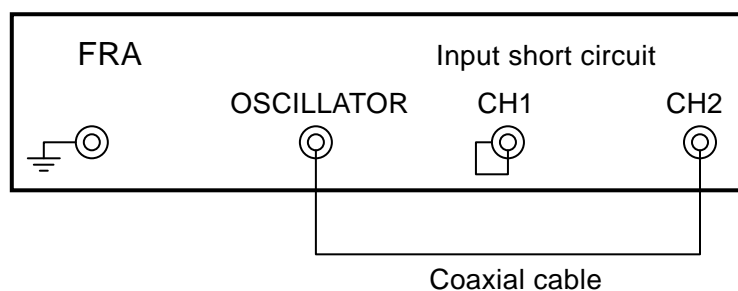 FRA
Input short circuit
OSCILLATOR
CH1
CH2
Coaxial cable